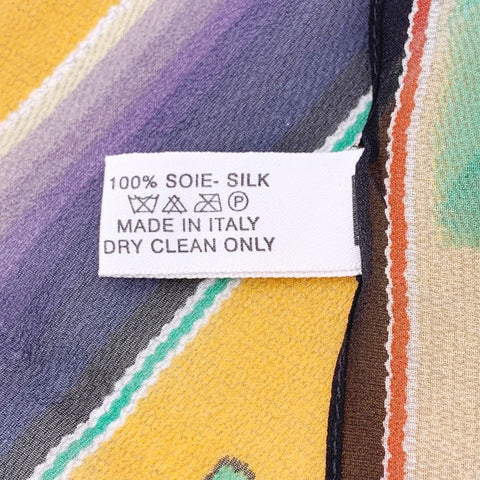 100% SOIE- SILK
P
MADE IN ITALY
DRY CLEAN ONLY